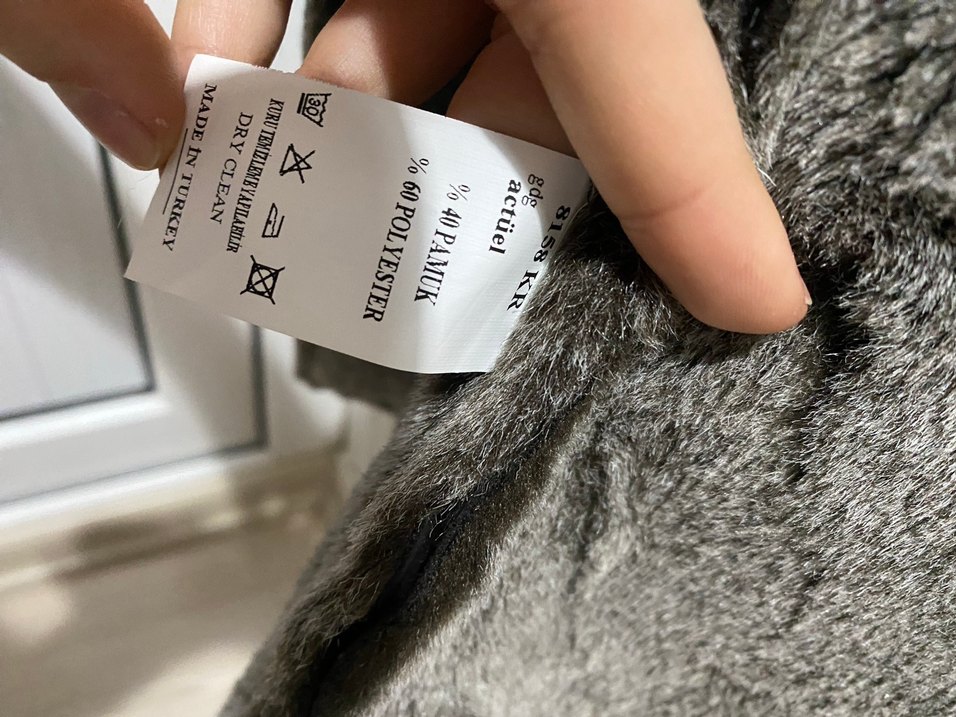 8158 KR
gdg
actüel
% 40 PAMUK
% 60 POLYESTER
30
KURU TEMİZLEME YAPILABİLİR
DRY CLEAN
MADE IN TURKEY